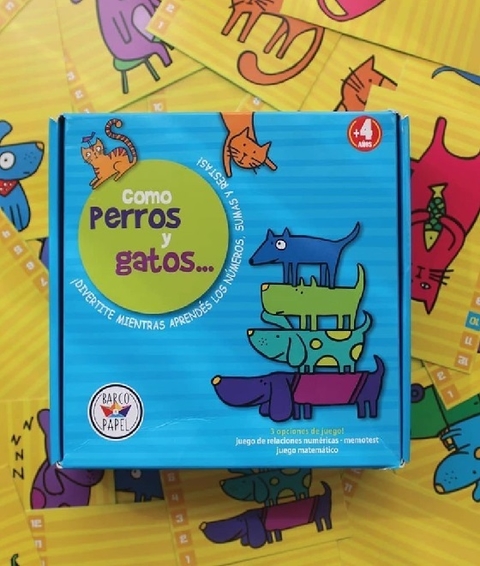 +4
AÑOS
como
Perros
y
gatos...
¡DIVERTITE MIENTRAS APRENDÉS LOS NÚMEROS, SUMAS Y RESTAS!
BARCO
D
PAPEL
3 opciones de juego!
juego de relaciones numéricas - memotest
juego matemático
Z Z Z Z